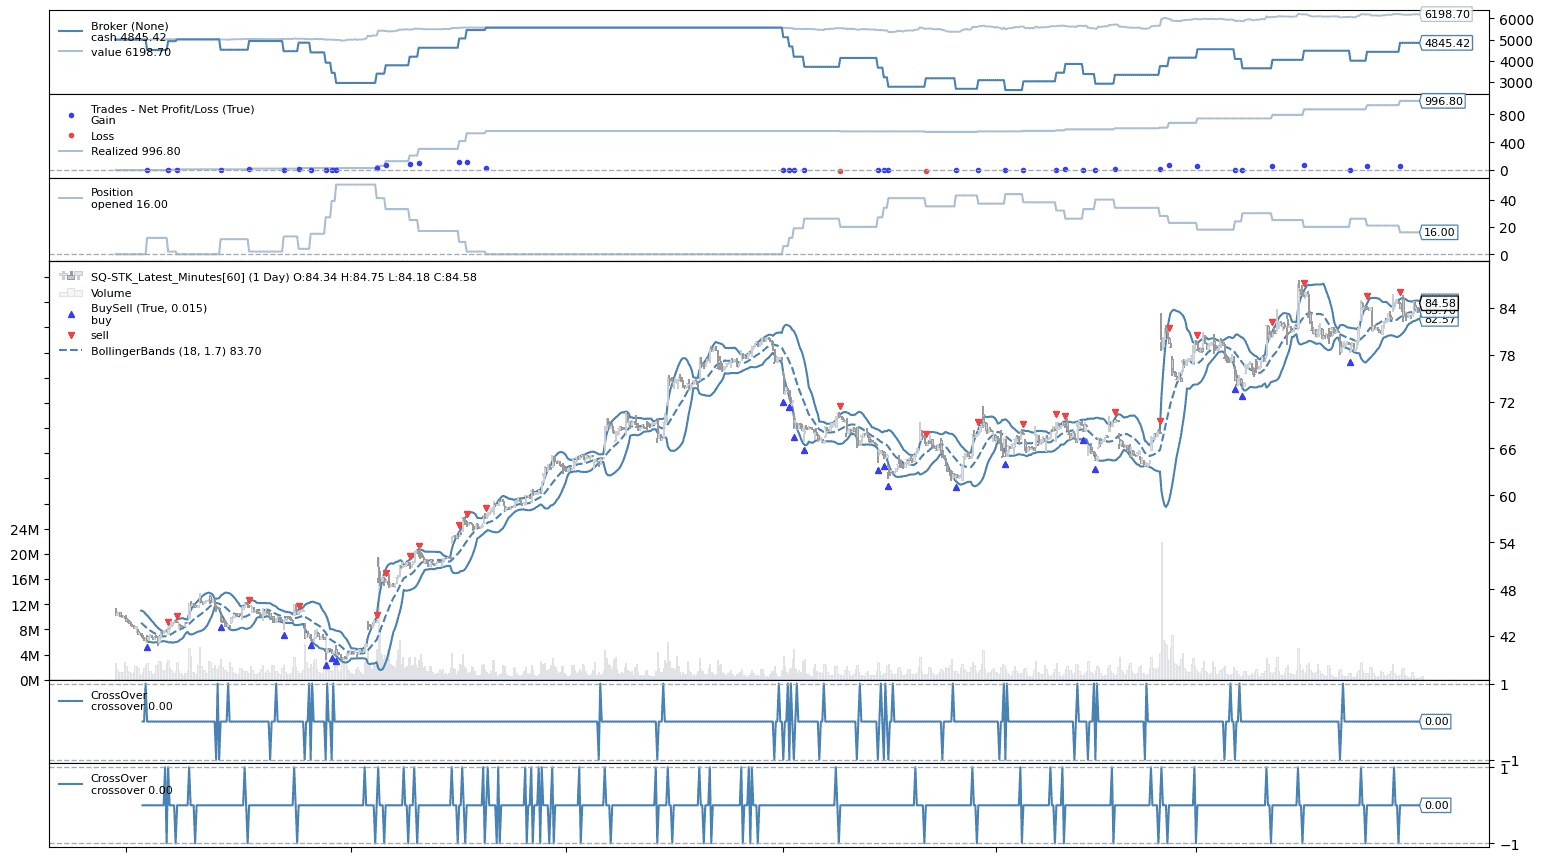 Broker (None)
cash 4845.42
value 6198.70
6198.70
6000
5000
4845.42
4000
3000
Trades - Net Profit/Loss (True)
Gain
Loss
Realized 996.80
996.80
800
400
0
Position
opened 16.00
40
20
16.00
0
SQ-STK_Latest_Minutes[60] (1 Day) O:84.34 H:84.75 L:84.18 C:84.58
Volume
BuySell (True, 0.015)
buy
sell
BollingerBands (18, 1.7) 83.70
84.58
83.70
82.57
84
78
72
66
60
54
48
42
24M
20M
16M
12M
8M
4M
0M
CrossOver
crossover 0.00
1
0.00
−1
CrossOver
crossover 0.00
1
0.00
−1